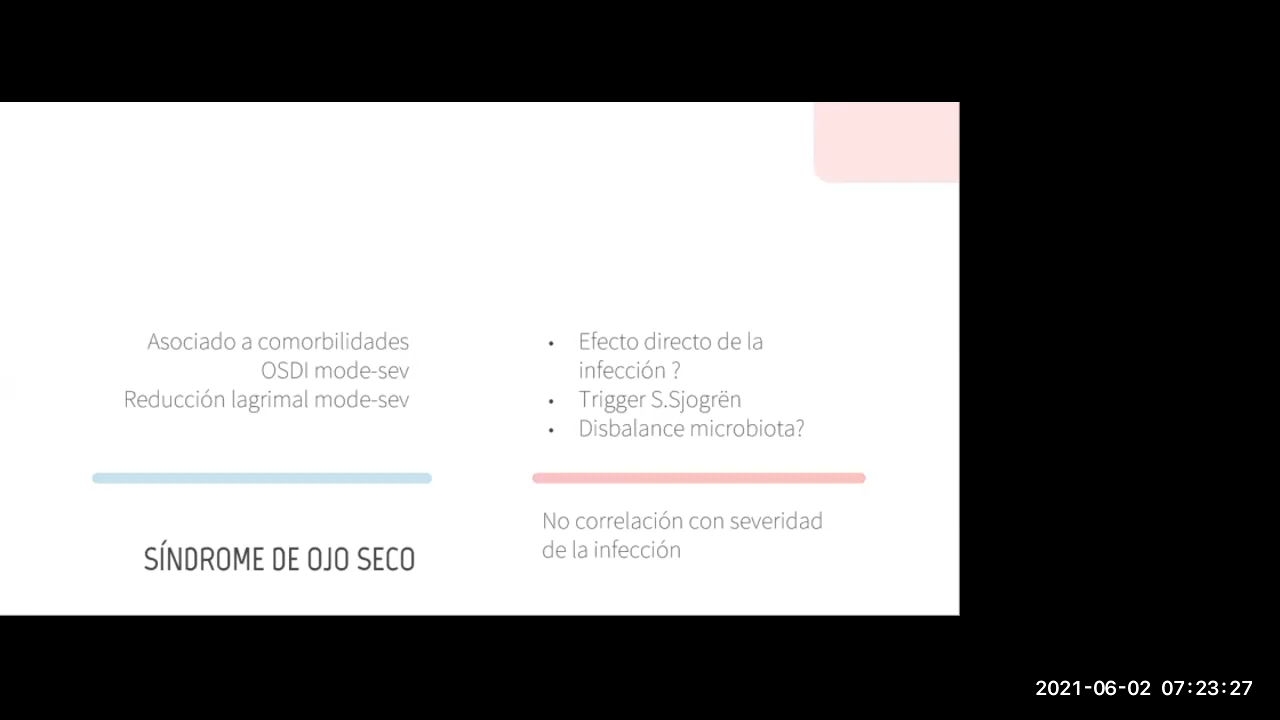 Asociado a comorbilidades
OSDI mode-sev
Reducción lagrimal mode-sev
SÍNDROME DE OJO SECO
• Efecto directo de la
infección ?
• Trigger S.Sjogrën
• Disbalance microbiota?
No correlación con severidad
de la infección
2021-06-02 07:23:27